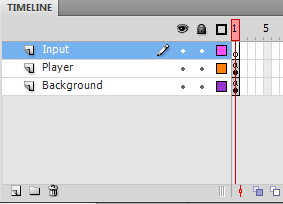 TIMELINE
1 5
Input
Player
Background